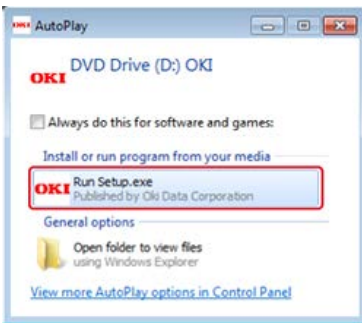 OKI AutoPlay
DVD Drive (D:) OKI
OKI
Always do this for software and games:
Install or run program from your media
OKI Run Setup.exe
Published by Oki Data Corporation
General options
Open folder to view files
using Windows Explorer
View more AutoPlay options in Control Panel